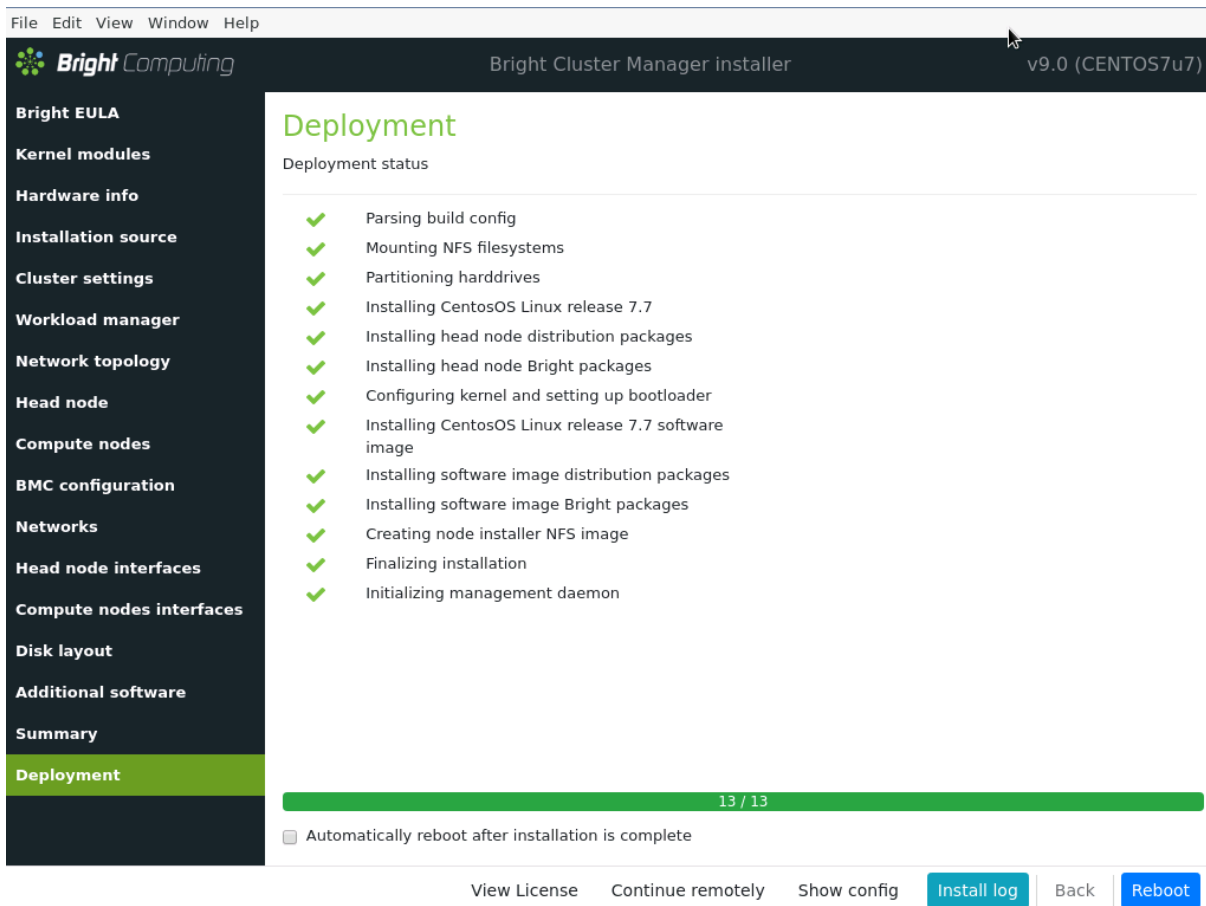 File Edit View Window Help
Bright Computing
Bright Cluster Manager installer
v9.0 (CENTOS7u7)
Bright EULA
Kernel modules
Hardware info
Installation source
Cluster settings
Workload manager
Network topology
Head node
Compute nodes
BMC configuration
Networks
Head node interfaces
Compute nodes interfaces
Disk layout
Additional software
Summary
Deployment
Deployment
Deployment status
Parsing build config
Mounting NFS filesystems
Partitioning harddrives
Installing CentosOS Linux release 7.7
Installing head node distribution packages
Installing head node Bright packages
Configuring kernel and setting up bootloader
Installing CentosOS Linux release 7.7 software
image
Installing software image distribution packages
Installing software image Bright packages
Creating node installer NFS image
Finalizing installation
Initializing management daemon
13 / 13
Automatically reboot after installation is complete
View License Continue remotely Show config Install log Back Reboot